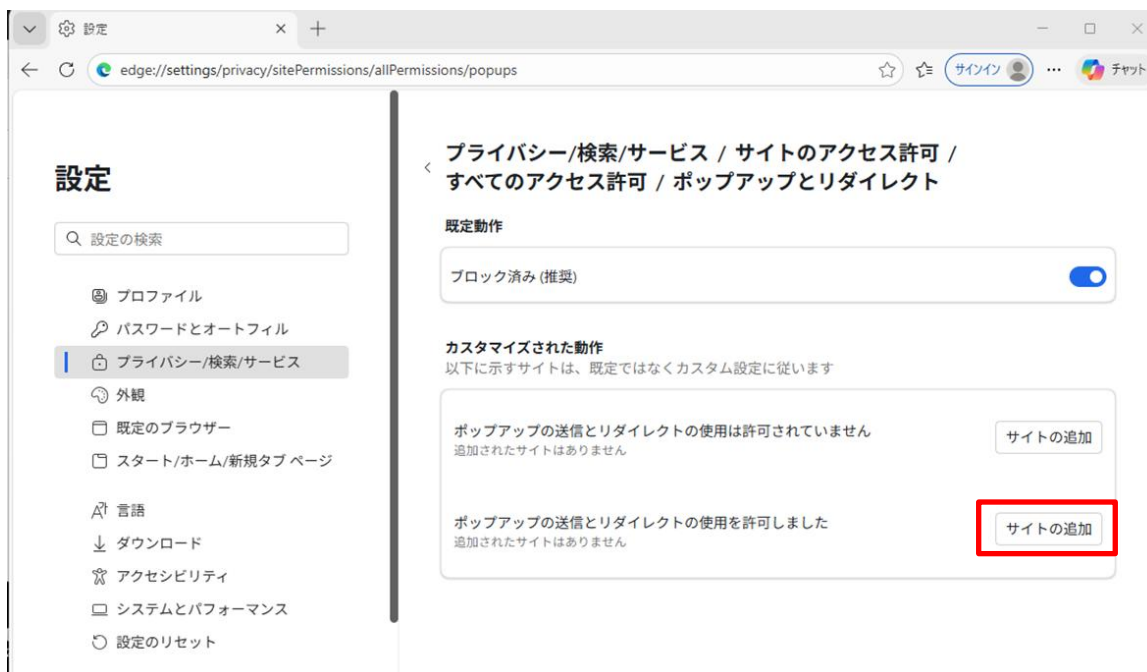 設定
edge://settings/privacy/sitePermissions/allPermissions/popups
サインイン
チャット
設定
設定の検索
プロファイル
パスワードとオートフィル
プライバシー/検索/サービス
外観
既定のブラウザー
スタート/ホーム/新規タブ ページ
言語
ダウンロード
アクセシビリティ
システムとパフォーマンス
設定のリセット
プライバシー/検索/サービス / サイトのアクセス許可 /
すべてのアクセス許可 / ポップアップとリダイレクト
既定動作
ブロック済み (推奨)
カスタマイズされた動作
以下に示すサイトは、既定ではなくカスタム設定に従います
ポップアップの送信とリダイレクトの使用は許可されていません
追加されたサイトはありません
サイトの追加
ポップアップの送信とリダイレクトの使用を許可しました
追加されたサイトはありません
サイトの追加